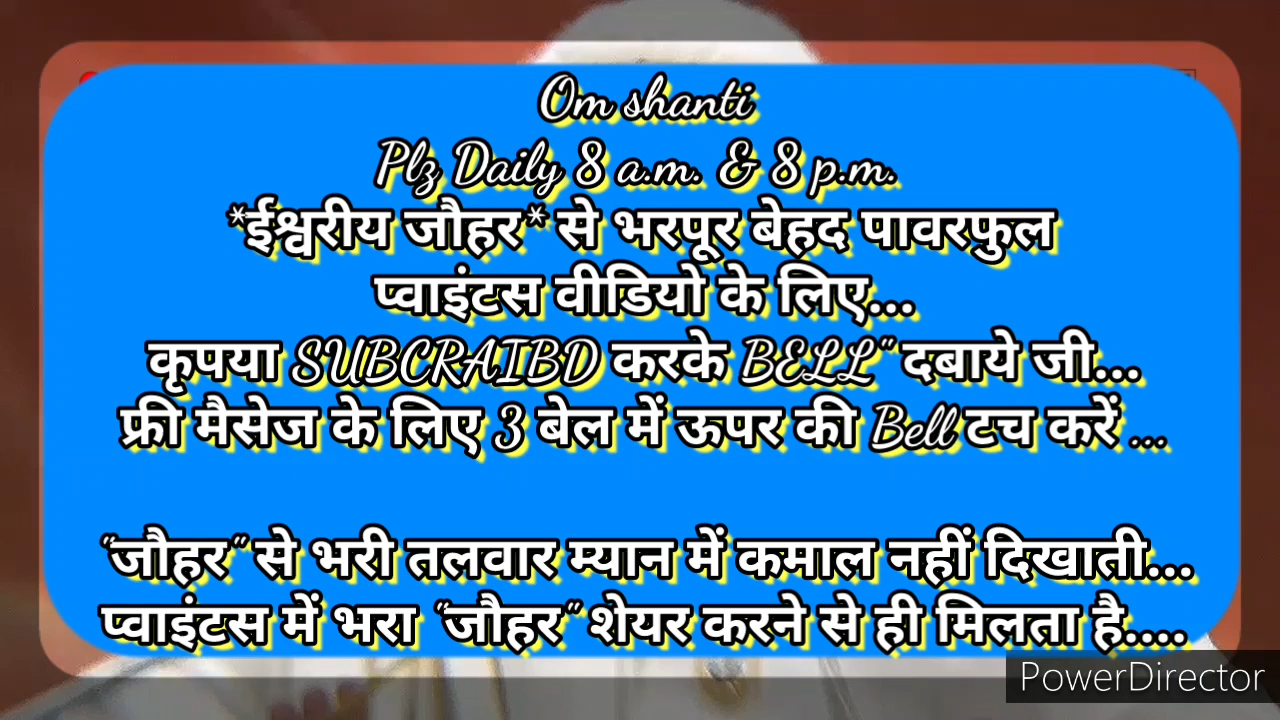 Om shanti
Plz Daily 8 a.m. & 8 p.m.
*ईश्वरीय जौहर* से भरपूर बेहद पावरफुल
प्वाइंटस वीडियो के लिए...
कृपया SUBCRAIBD करके BELL" दबाये जी...
फ्री मैसेज के लिए 3 बेल में ऊपर की Bell टच करें ...
"जौहर" से भरी तलवार म्यान में कमाल नहीं दिखाती...
प्वाइंटस में भरा "जौहर" शेयर करने से ही मिलता है....
PowerDirector